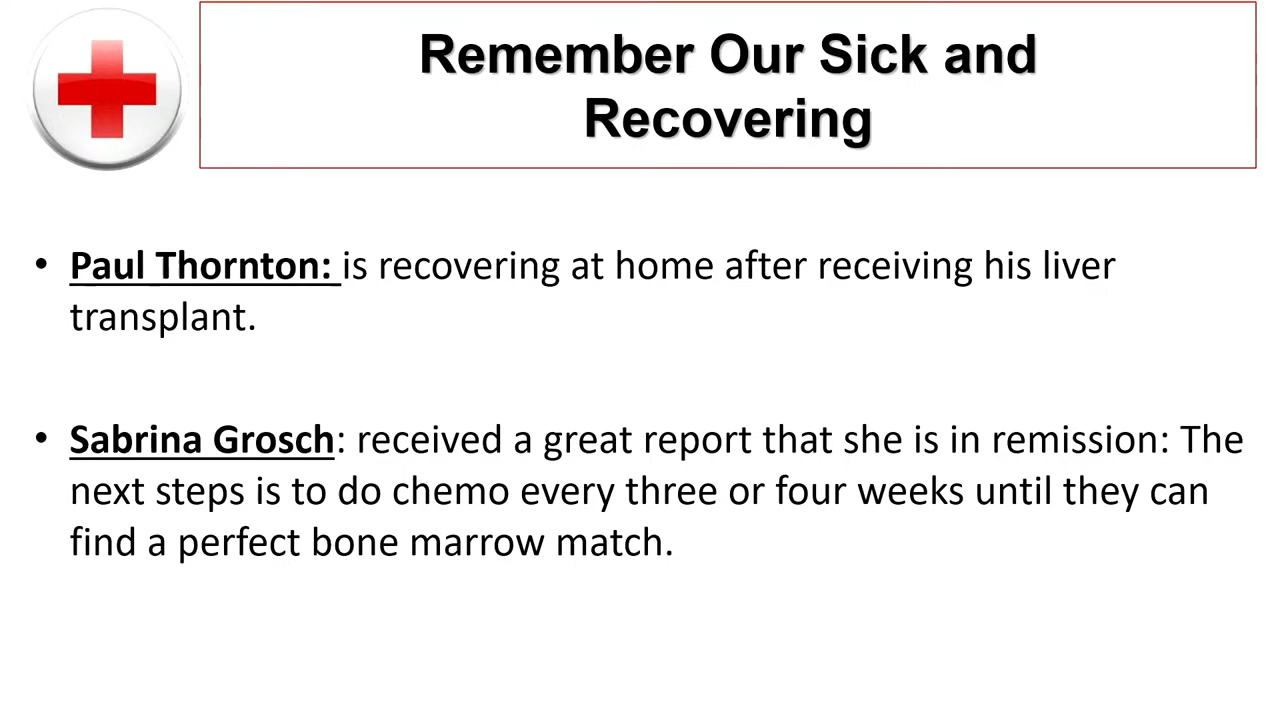 Remember Our Sick and
Recovering
• Paul Thornton: is recovering at home after receiving his liver
transplant.
• Sabrina Grosch: received a great report that she is in remission: The
next steps is to do chemo every three or four weeks until they can
find a perfect bone marrow match.